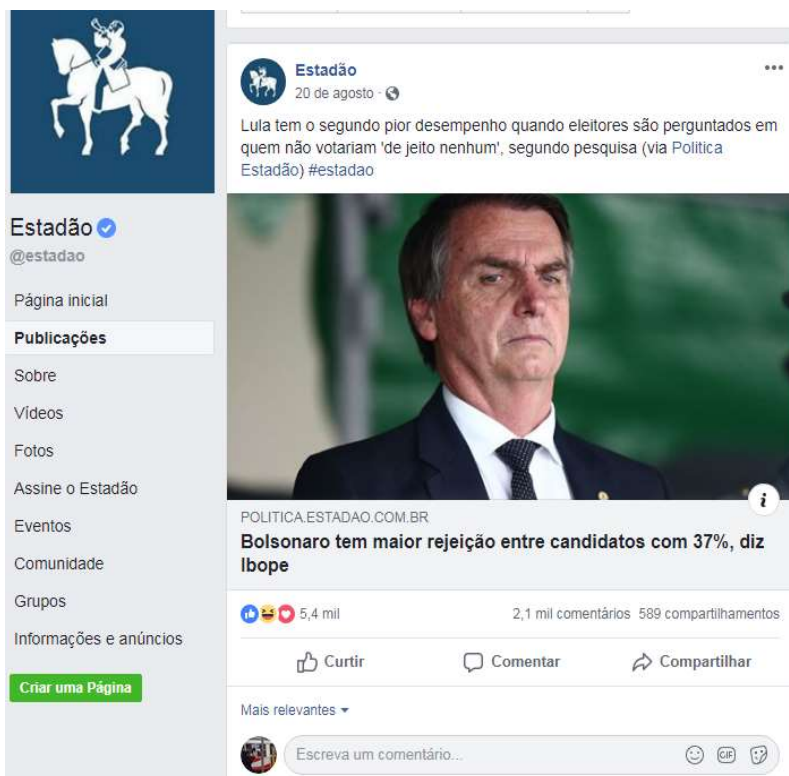 Estadão
@estadao
Página inicial
Publicações
Sobre
Vídeos
Fotos
Assine o Estadão
Eventos
Comunidade
Grupos
Informações e anúncios
Criar uma Página
Estadão
20 de agosto ·
Lula tem o segundo pior desempenho quando eleitores são perguntados em
quem não votariam 'de jeito nenhum', segundo pesquisa (via Politica
Estadão) #estadao
i
POLITICA.ESTADAO.COM.BR
Bolsonaro tem maior rejeição entre candidatos com 37%, diz
Ibope
5,4 mil 2,1 mil comentários 589 compartilhamentos
Curtir Comentar Compartilhar
Mais relevantes
Escreva um comentário... GIF